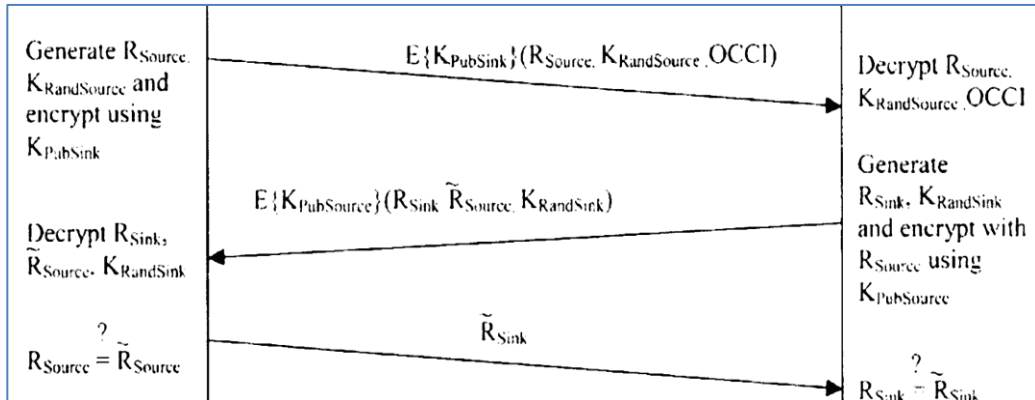 Generate R_Source,
K_RandSource and
encrypt using
K_PubSink
E{K_PubSink}(R_Source, K_RandSource, OCCI)
Decrypt R_Source,
K_RandSource, OCCI
Generate
R_Sink, K_RandSink
and encrypt with
R_Source using
K_PubSource
E{K_PubSource}(R_Sink R̃_Source, K_RandSink)
Decrypt R_Sink,
R̃_Source, K_RandSink
?
R_Source = R̃_Source
R̃_Sink
?
R_Sink = R̃_Sink